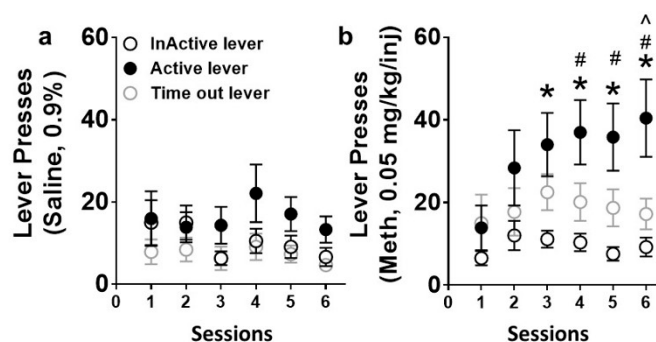 a
60
40
20
0
Lever Presses
(Saline, 0.9%)
InActive lever
Active lever
Time out lever
0 1 2 3 4 5 6
Sessions
b
60
40
20
0
Lever Presses
(Meth, 0.05 mg/kg/inj)
^
# # #
* * * *
0 1 2 3 4 5 6
Sessions